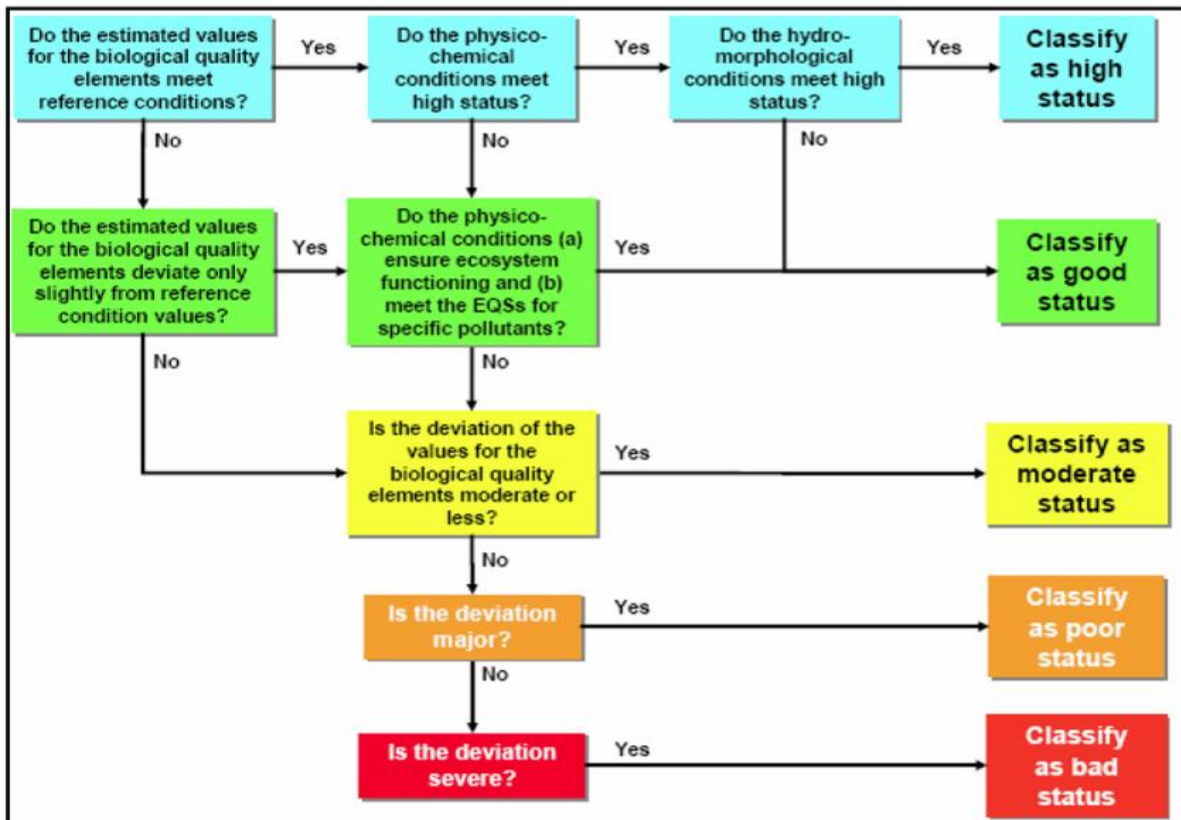 Do the estimated values
for the biological quality
elements meet
reference conditions?
Yes
Do the physico-
chemical conditions meet
high status?
Yes
Do the hydro-
morphological
conditions meet high
status?
Yes
Classify
as high
status
No
No
No
Do the estimated values
for the biological quality
elements deviate only
slightly from reference
condition values?
Yes
Do the physico-
chemical conditions (a)
ensure ecosystem
functioning and (b)
meet the EQSs for
specific pollutants?
Yes
Classify
as good
status
No
No
Is the deviation of the
values for the
biological quality
elements moderate or
less?
Yes
Classify as
moderate
status
No
Is the deviation
major?
Yes
Classify
as poor
status
No
Is the deviation
severe?
Yes
Classify
as bad
status